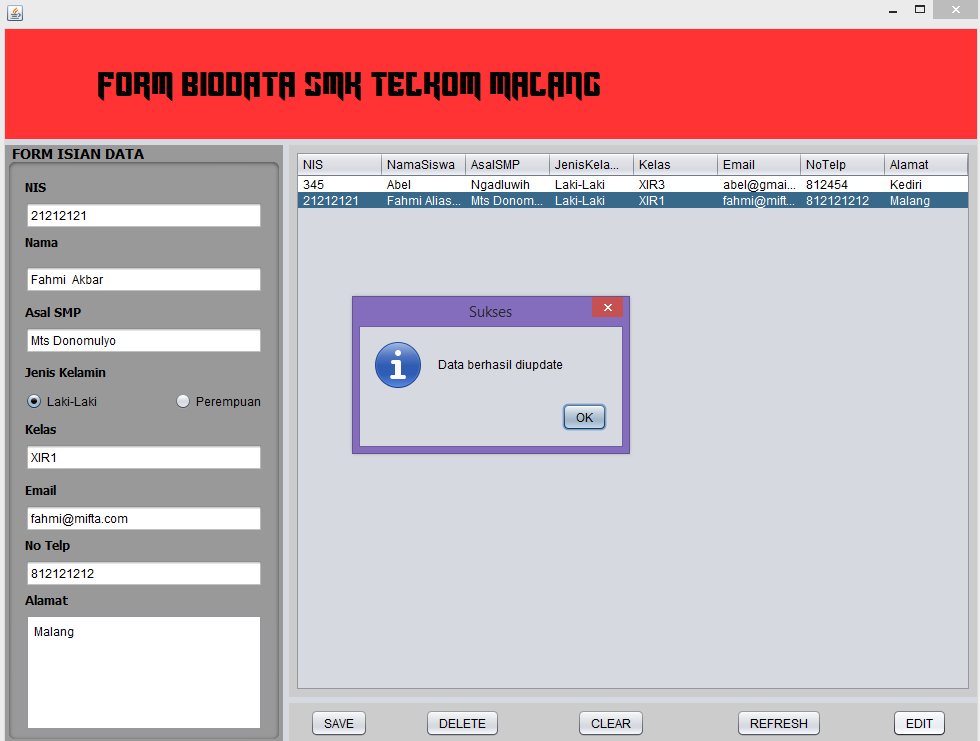 FORM BIODATA SMK TELKOM MALANG
FORM ISIAN DATA
NIS
21212121
Nama
Fahmi Akbar
Asal SMP
Mts Donomulyo
Jenis Kelamin
Laki-Laki Perempuan
Kelas
XIR1
Email
fahmi@mifta.com
No Telp
812121212
Alamat
Malang
NIS NamaSiswa AsalSMP JenisKela... Kelas Email NoTelp Alamat
345 Abel Ngadluwih Laki-Laki XIR3 abel@gmai... 812454 Kediri
21212121 Fahmi Alias... Mts Donom... Laki-Laki XIR1 fahmi@mift... 812121212 Malang
Sukses
Data berhasil diupdate
OK
SAVE DELETE CLEAR REFRESH EDIT